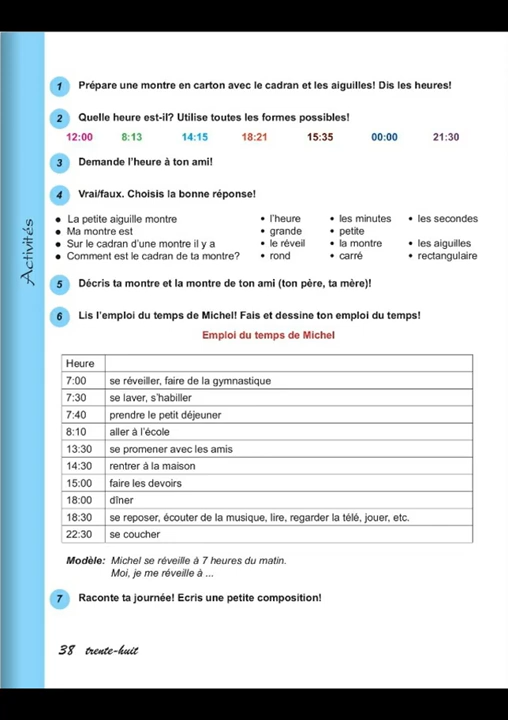 Activités
1 Prépare une montre en carton avec le cadran et les aiguilles! Dis les heures!
2 Quelle heure est-il? Utilise toutes les formes possibles!
12:00 8:13 14:15 18:21 15:35 00:00 21:30
3 Demande l'heure à ton ami!
4 Vrai/faux. Choisis la bonne réponse!
• La petite aiguille montre • l'heure • les minutes • les secondes
• Ma montre est • grande • petite
• Sur le cadran d'une montre il y a • le réveil • la montre • les aiguilles
• Comment est le cadran de ta montre? • rond • carré • rectangulaire
5 Décris ta montre et la montre de ton ami (ton père, ta mère)!
6 Lis l'emploi du temps de Michel! Fais et dessine ton emploi du temps!
Emploi du temps de Michel
Heure
7:00 se réveiller, faire de la gymnastique
7:30 se laver, s'habiller
7:40 prendre le petit déjeuner
8:10 aller à l'école
13:30 se promener avec les amis
14:30 rentrer à la maison
15:00 faire les devoirs
18:00 dîner
18:30 se reposer, écouter de la musique, lire, regarder la télé, jouer, etc.
22:30 se coucher
Modèle: Michel se réveille à 7 heures du matin.
Moi, je me réveille à ...
7 Raconte ta journée! Ecris une petite composition!
38 trente-huit